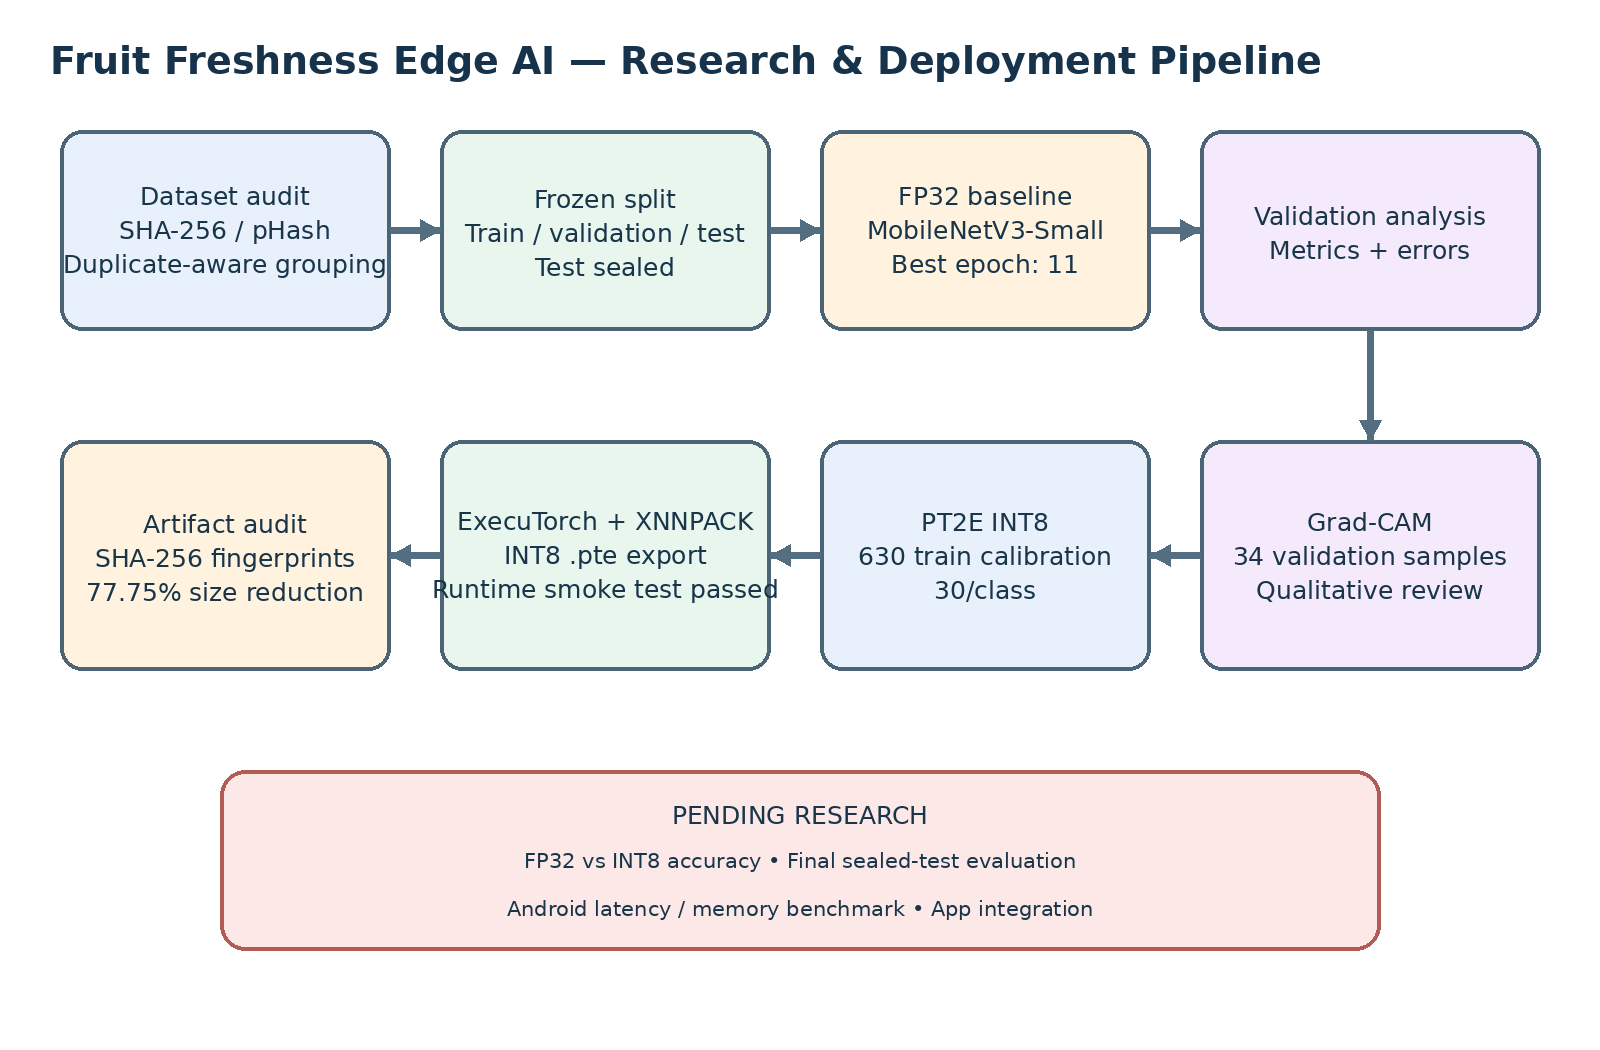 Fruit Freshness Edge AI — Research & Deployment Pipeline
Dataset audit
SHA-256 / pHash
Duplicate-aware grouping
Frozen split
Train / validation / test
Test sealed
FP32 baseline
MobileNetV3-Small
Best epoch: 11
Validation analysis
Metrics + errors
Grad-CAM
34 validation samples
Qualitative review
PT2E INT8
630 train calibration
30/class
ExecuTorch + XNNPACK
INT8 .pte export
Runtime smoke test passed
Artifact audit
SHA-256 fingerprints
77.75% size reduction
PENDING RESEARCH
FP32 vs INT8 accuracy • Final sealed-test evaluation
Android latency / memory benchmark • App integration